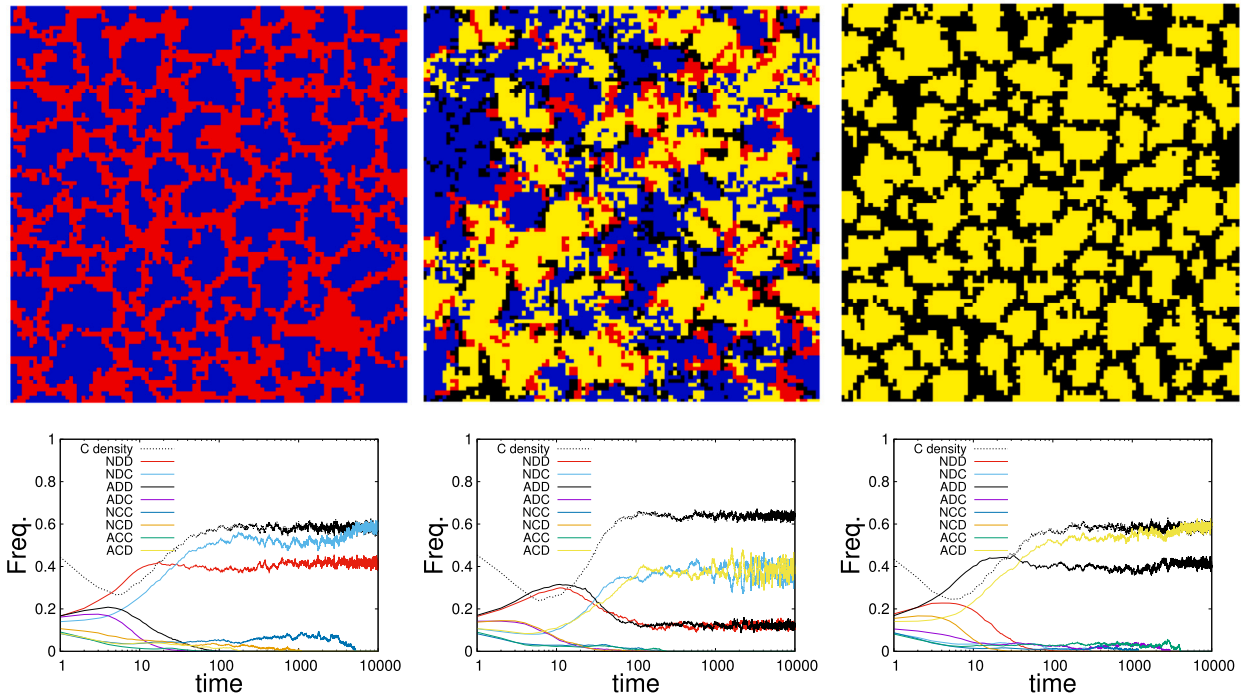 1
0.8
0.6
0.4
0.2
0
Freq.
C density
NDD
NDC
ADD
ADC
NCC
NCD
ACC
ACD
1
10
100
1000
10000
time
1
0.8
0.6
0.4
0.2
0
Freq.
C density
NDD
NDC
ADD
ADC
NCC
NCD
ACC
ACD
1
10
100
1000
10000
time
1
0.8
0.6
0.4
0.2
0
Freq.
C density
NDD
NDC
ADD
ADC
NCC
NCD
ACC
ACD
1
10
100
1000
10000
time